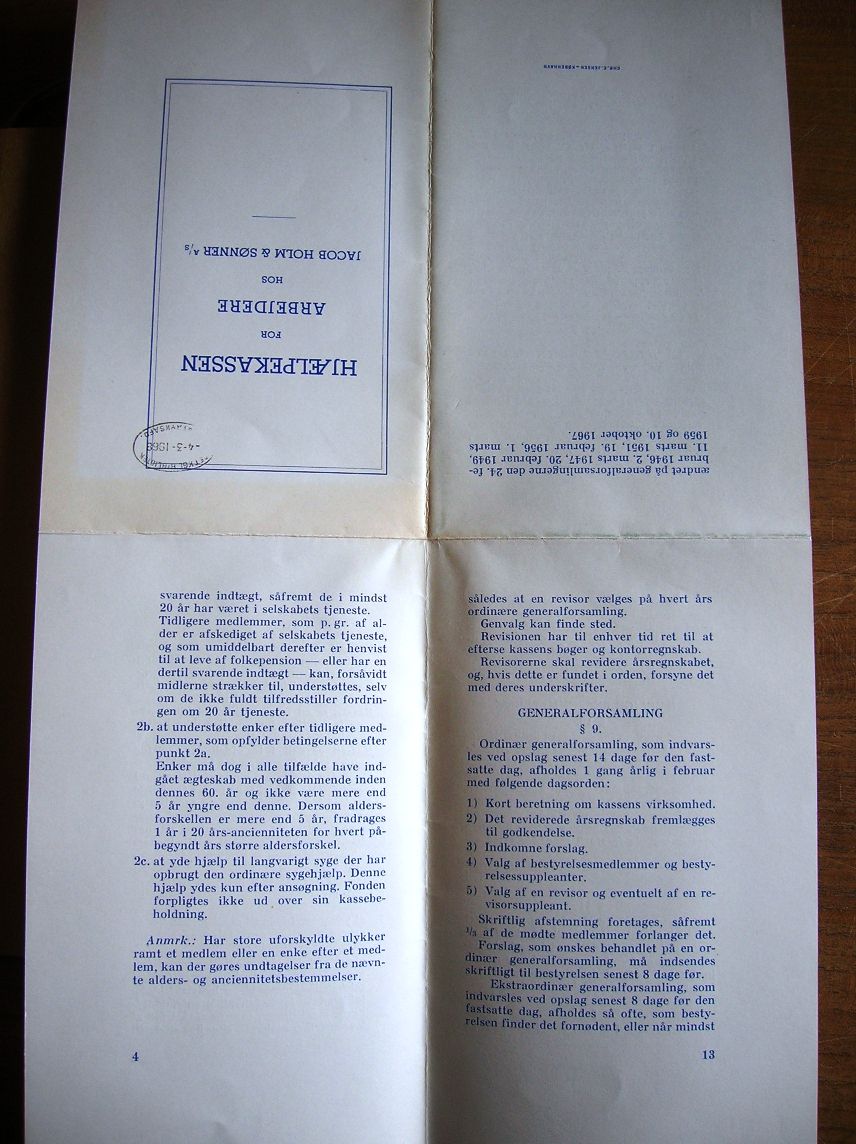 HJÆLPEKASSEN
FOR
ARBEJDERE
HOS
JACOB HOLM & SØNNER A/S
-4-3-1968
ændret på generalforsamlingerne den 24. fe-
bruar 1946, 2. marts 1947, 20. februar 1949,
11. marts 1951, 19. februar 1956, 1. marts
1959 og 10. oktober 1967.
CHR. E. JENSEN - KØBENHAVN
svarende indtægt, såfremt de i mindst
20 år har været i selskabets tjeneste.
Tidligere medlemmer, som p. gr. af al-
der er afskediget af selskabets tjeneste,
og som umiddelbart derefter er henvist
til at leve af folkepension — eller har en
dertil svarende indtægt — kan, forsåvidt
midlerne strækker til, understøttes, selv
om de ikke fuldt tilfredsstiller fordrin-
gen om 20 år tjeneste.
2b. at understøtte enker efter tidligere med-
lemmer, som opfylder betingelserne efter
punkt 2a.
Enker må dog i alle tilfælde have ind-
gået ægteskab med vedkommende inden
dennes 60. år og ikke være mere end
5 år yngre end denne. Dersom alders-
forskellen er mere end 5 år, fradrages
1 år i 20 års-ancienniteten for hvert på-
begyndt års større aldersforskel.
2c. at yde hjælp til langvarigt syge der har
opbrugt den ordinære sygehjælp. Denne
hjælp ydes kun efter ansøgning. Fonden
forpligtes ikke ud over sin kassebe-
holdning.
Anmrk.: Har store uforskyldte ulykker
ramt et medlem eller en enke efter et med-
lem, kan der gøres undtagelser fra de nævn-
te alders- og anciennitetsbestemmelser.
4
således at en revisor vælges på hvert års
ordinære generalforsamling.
Genvalg kan finde sted.
Revisionen har til enhver tid ret til at
efterse kassens bøger og kontorregnskab.
Revisorerne skal revidere årsregnskabet,
og, hvis dette er fundet i orden, forsyne det
med deres underskrifter.
GENERALFORSAMLING
§ 9.
Ordinær generalforsamling, som indvars-
les ved opslag senest 14 dage før den fast-
satte dag, afholdes 1 gang årlig i februar
med følgende dagsorden:
1) Kort beretning om kassens virksomhed.
2) Det reviderede årsregnskab fremlægges
til godkendelse.
3) Indkomne forslag.
4) Valg af bestyrelsesmedlemmer og besty-
relsessuppleanter.
5) Valg af en revisor og eventuelt af en re-
visorsuppleant.
Skriftlig afstemning foretages, såfremt
1/3 af de mødte medlemmer forlanger det.
Forslag, som ønskes behandlet på en or-
dinær generalforsamling, må indsendes
skriftligt til bestyrelsen senest 8 dage før.
Ekstraordinær generalforsamling, som
indvarsles ved opslag senest 8 dage før den
fastsatte dag, afholdes så ofte, som besty-
relsen finder det fornødent, eller når mindst
13